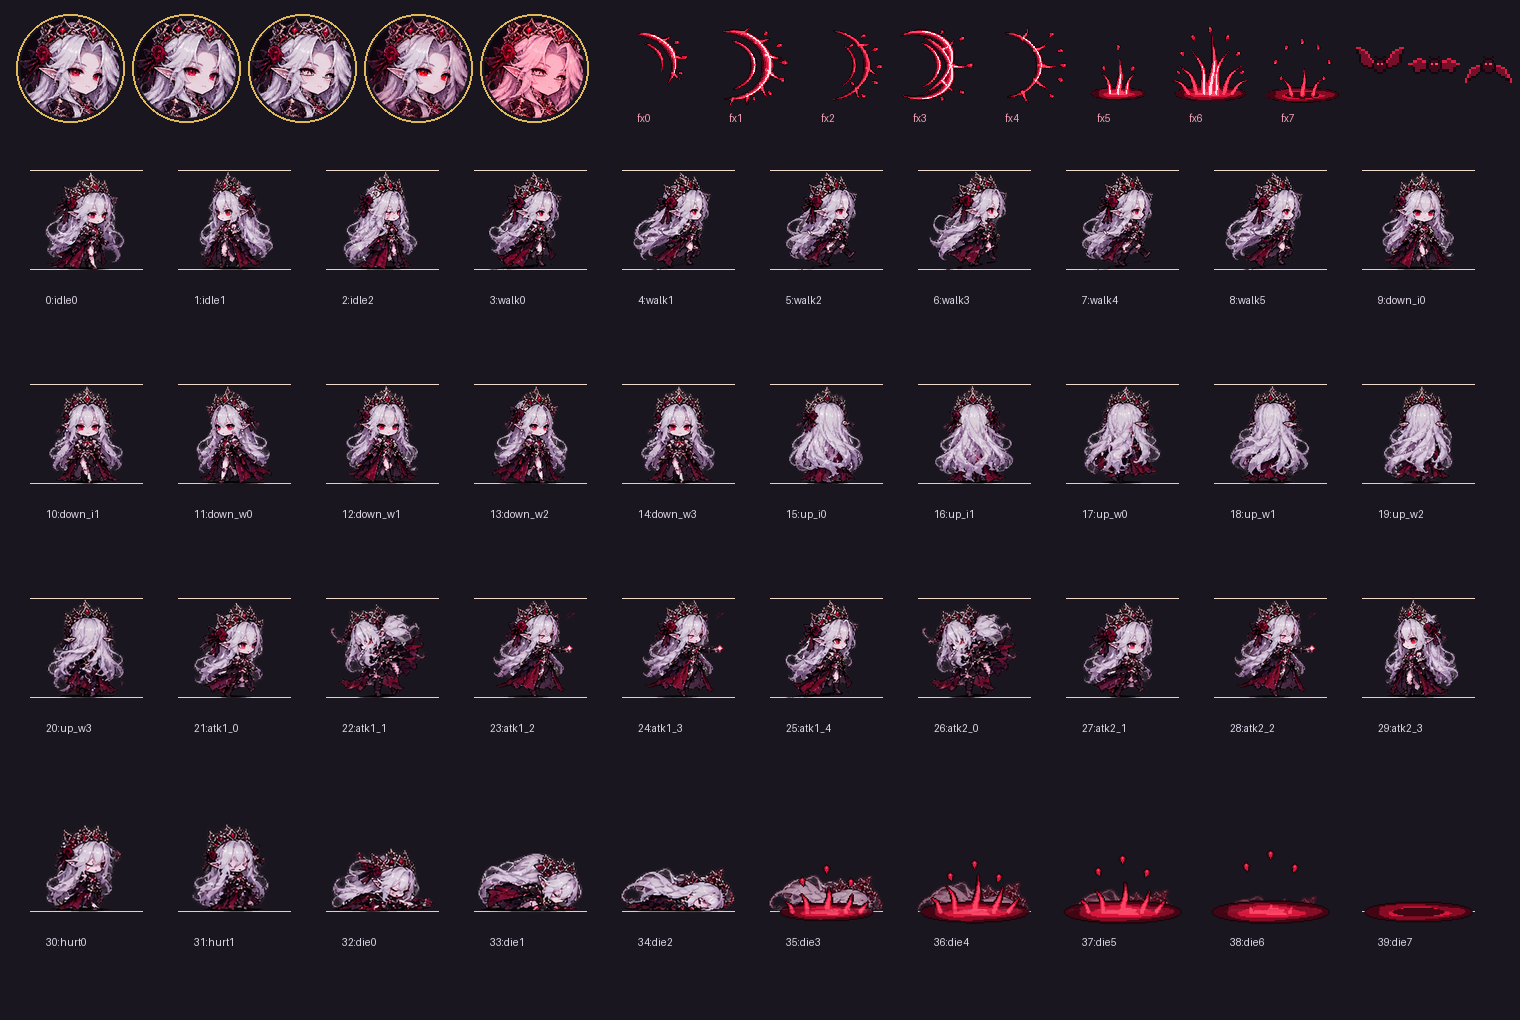 fx0 fx1 fx2 fx3 fx4 fx5 fx6 fx7
0:idle0 1:idle1 2:idle2 3:walk0 4:walk1 5:walk2 6:walk3 7:walk4 8:walk5 9:down_i0
10:down_i1 11:down_w0 12:down_w1 13:down_w2 14:down_w3 15:up_i0 16:up_i1 17:up_w0 18:up_w1 19:up_w2
20:up_w3 21:atk1_0 22:atk1_1 23:atk1_2 24:atk1_3 25:atk1_4 26:atk2_0 27:atk2_1 28:atk2_2 29:atk2_3
30:hurt0 31:hurt1 32:die0 33:die1 34:die2 35:die3 36:die4 37:die5 38:die6 39:die7